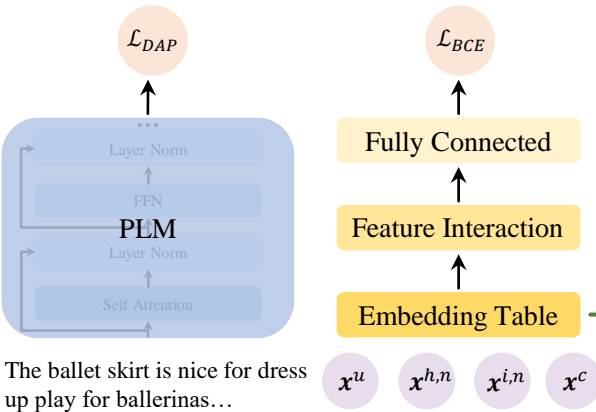 ℒ_DAP
ℒ_BCE
...
Layer Norm
FFN
PLM
Layer Norm
Self Attention
Fully Connected
Feature Interaction
Embedding Table
The ballet skirt is nice for dress
up play for ballerinas…
x^u x^{h,n} x^{i,n} x^c